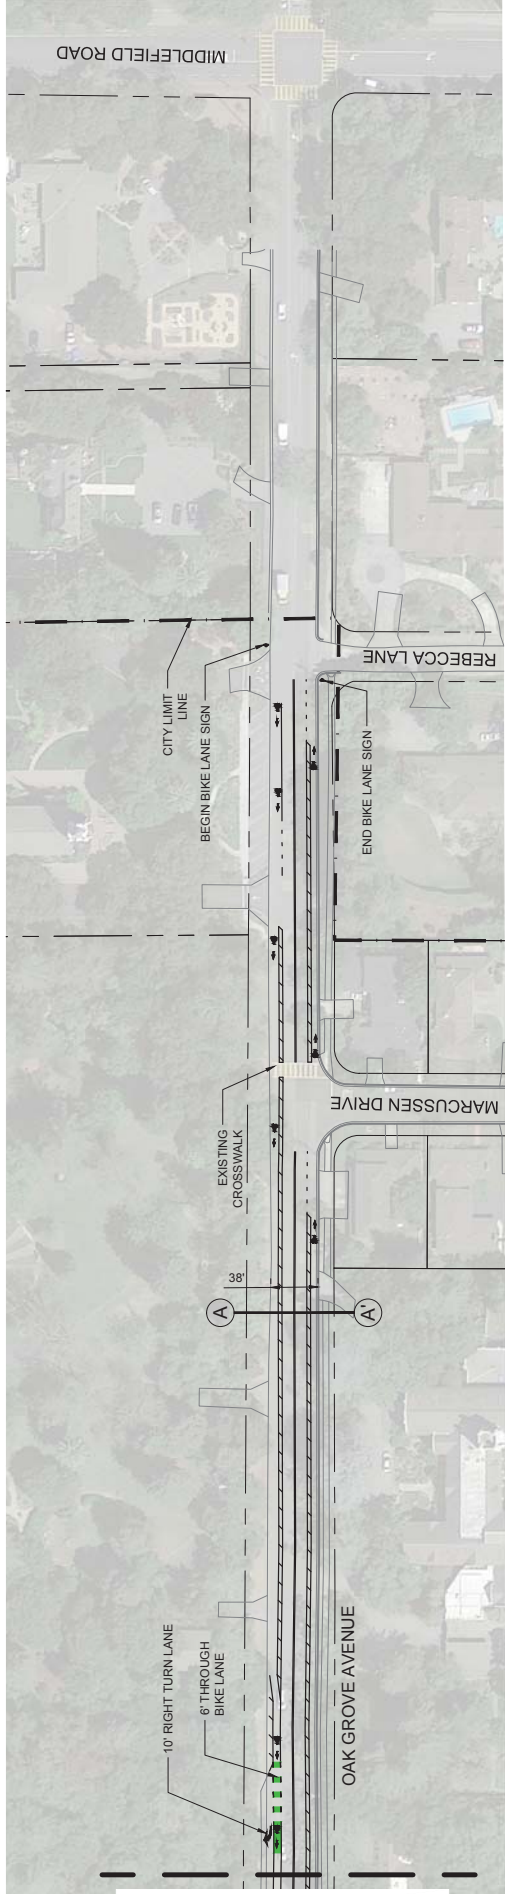 MIDDLEFIELD ROAD
CITY LIMIT
LINE
BEGIN BIKE LANE SIGN
REBECCA LANE
END BIKE LANE SIGN
EXISTING
CROSSWALK
MARCUSSEN DRIVE
38'
A
A'
10' RIGHT TURN LANE
6' THROUGH
BIKE LANE
OAK GROVE AVENUE